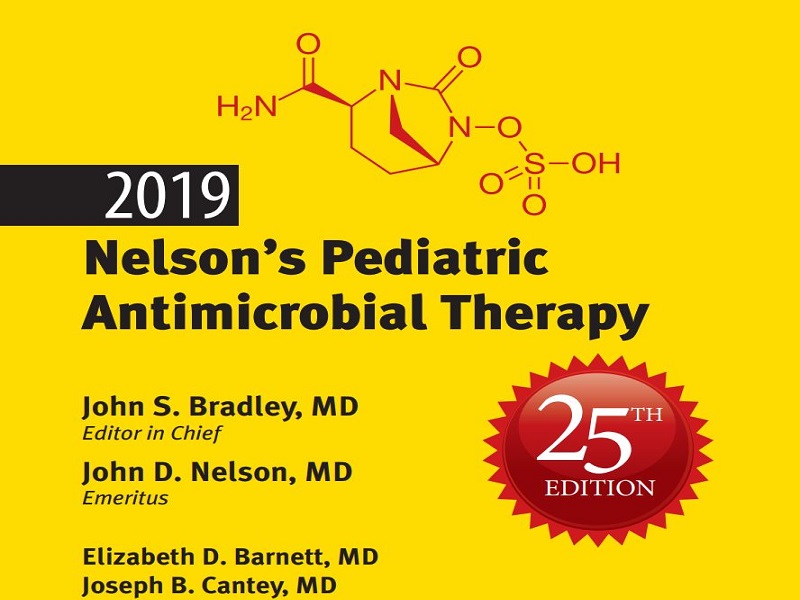 O
O
N
H₂N
N
O
S
OH
O
O
2019
Nelson’s Pediatric
Antimicrobial Therapy
John S. Bradley, MD
Editor in Chief
John D. Nelson, MD
Emeritus
25TH
EDITION
Elizabeth D. Barnett, MD
Joseph B. Cantey, MD